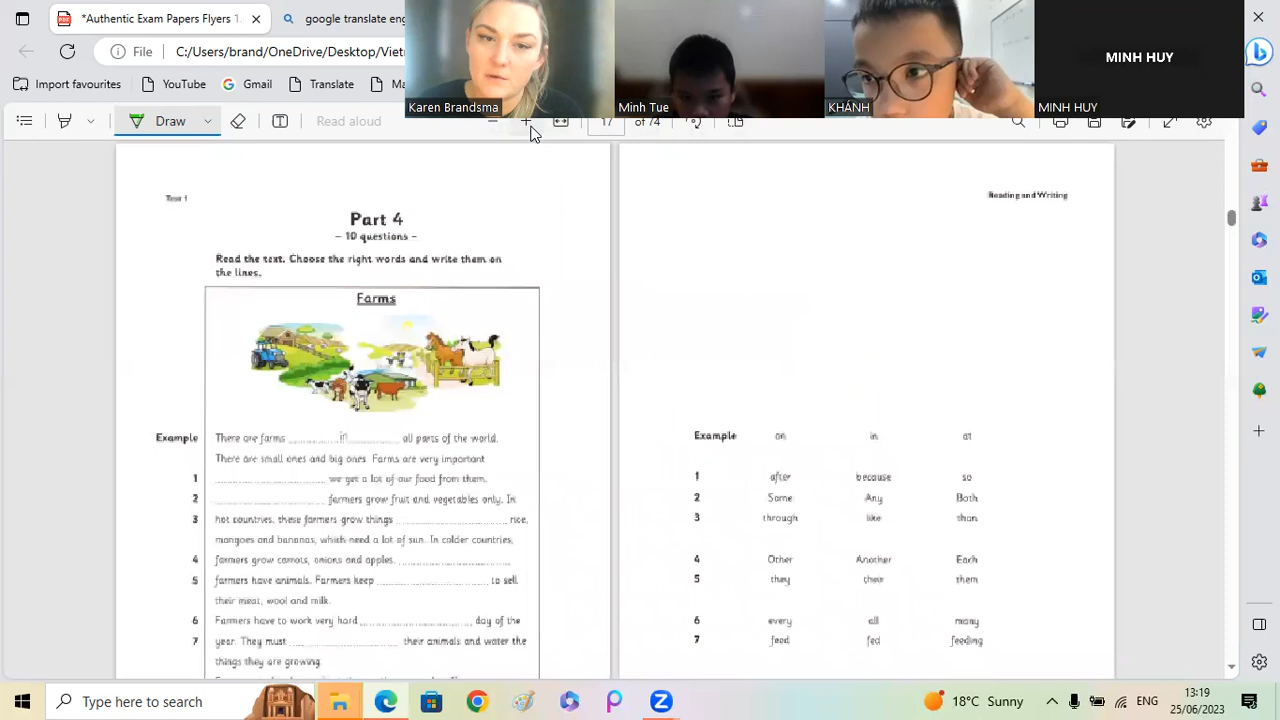 *Authentic Exam Papers Flyers 1.
google translate eng
File
C:/Users/brand/OneDrive/Desktop/Viet
Import favourites
YouTube
Gmail
Translate
Karen Brandsma
Minh Tue
KHÁNH
MINH HUY
MINH HUY
Draw
Read aloud
17
of 74
Test 1
Part 4
– 10 questions –
Read the text. Choose the right words and write them on
the lines.
Farms
Example There are farms in all parts of the world.
There are small ones and big ones. Farms are very important
we get a lot of our food from them.
2 farmers grow fruit and vegetables only. In
3 hot countries, these farmers grow things rice,
mangoes and bananas, which need a lot of sun. In colder countries,
4 farmers grow carrots, onions and apples.
5 farmers have animals. Farmers keep to sell
their meat, wool and milk.
6 Farmers have to work very hard day of the
7 year. They must their animals and water the
things they are growing.
Reading and Writing
Example on in at
1 after because so
2 Some Any Both
3 through like than
4 Other Another Each
5 they their them
6 every all many
7 feed fed feeding
Type here to search
18°C Sunny
ENG
13:19
25/06/2023